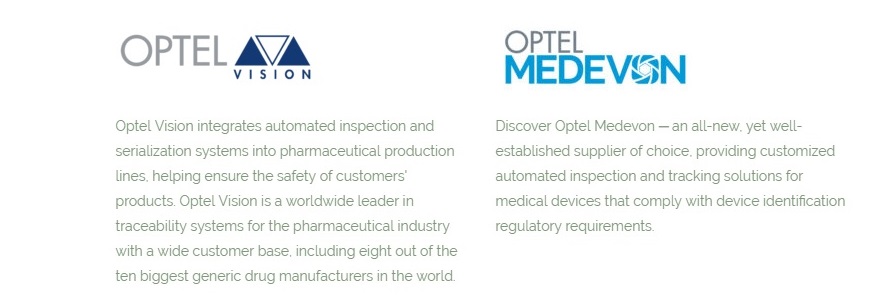 OPTEL
VISION
Optel Vision integrates automated inspection and
serialization systems into pharmaceutical production
lines, helping ensure the safety of customers'
products. Optel Vision is a worldwide leader in
traceability systems for the pharmaceutical industry
with a wide customer base, including eight out of the
ten biggest generic drug manufacturers in the world.
OPTEL
MEDEVON
Discover Optel Medevon — an all-new, yet well-
established supplier of choice, providing customized
automated inspection and tracking solutions for
medical devices that comply with device identification
regulatory requirements.